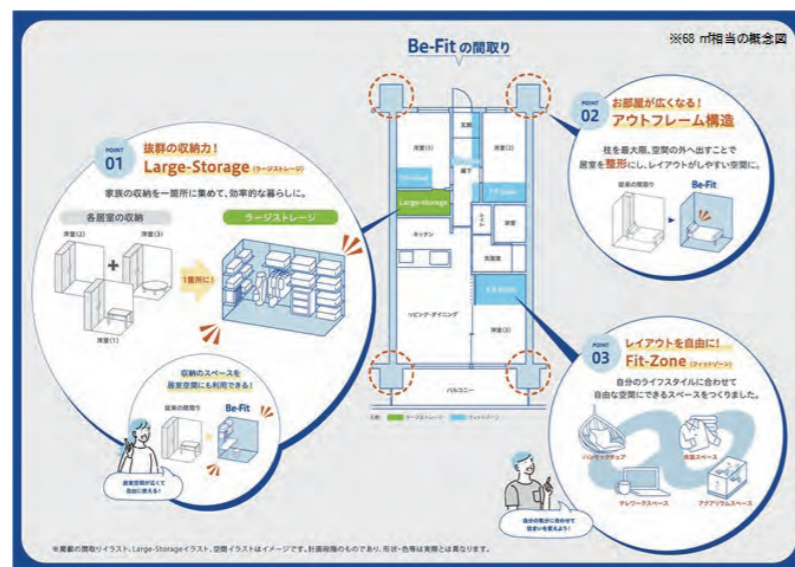 ※68 ㎡相当の概念図
Be-Fit の間取り
POINT
01
抜群の収納力！
Large-Storage（ラージストレージ）
家族の収納を一箇所に集めて、効率的な暮らしに。
各居室の収納
ラージストレージ
洋室(2)
洋室(3)
洋室(1)
1箇所に！
収納のスペースを
居室空間にも利用できる！
従来の間取り
Be-Fit
居室空間が広くて
自由に使える！
玄関
洋室(1)
洋室(2)
廊下
Large-storage
キッチン
浴室
洗面室
リビング・ダイニング
洋室(3)
バルコニー
ラージストレージ
フィットゾーン
POINT
02
お部屋が広くなる！
アウトフレーム構造
柱を最大限、空間の外へ出すことで
居室を整形にし、レイアウトがしやすい空間に。
従来の間取り
Be-Fit
POINT
03
レイアウトを自由に！
Fit-Zone（フィットゾーン）
自分のライフスタイルに合わせて
自由な空間にできるスペースをつくりました。
ハンモックチェア
テレワークスペース
アクアリウムスペース
自分の気分に合わせて
住まいを変えよう！
※掲載の間取りイラスト、Large-Storageイラスト、空間イラストはイメージです。計画段階のものであり、形状・色等は実際とは異なります。